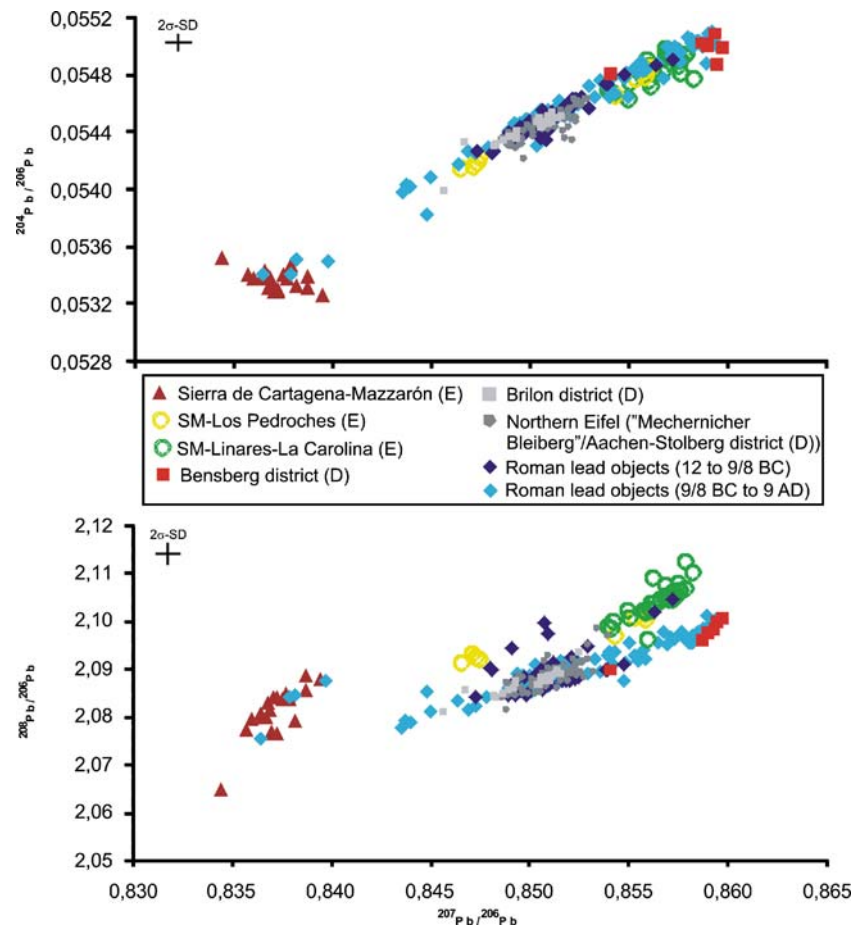 0,0552
0,0548
0,0544
0,0540
0,0536
0,0532
0,0528
204Pb/206Pb
2σ-SD
Sierra de Cartagena-Mazzarón (E)
SM-Los Pedroches (E)
SM-Linares-La Carolina (E)
Bensberg district (D)
Brilon district (D)
Northern Eifel ("Mechernicher
Bleiberg"/Aachen-Stolberg district (D))
Roman lead objects (12 to 9/8 BC)
Roman lead objects (9/8 BC to 9 AD)
2,12
2,11
2,10
2,09
2,08
2,07
2,06
2,05
208Pb/206Pb
2σ-SD
0,830 0,835 0,840 0,845 0,850 0,855 0,860 0,865
207Pb/206Pb